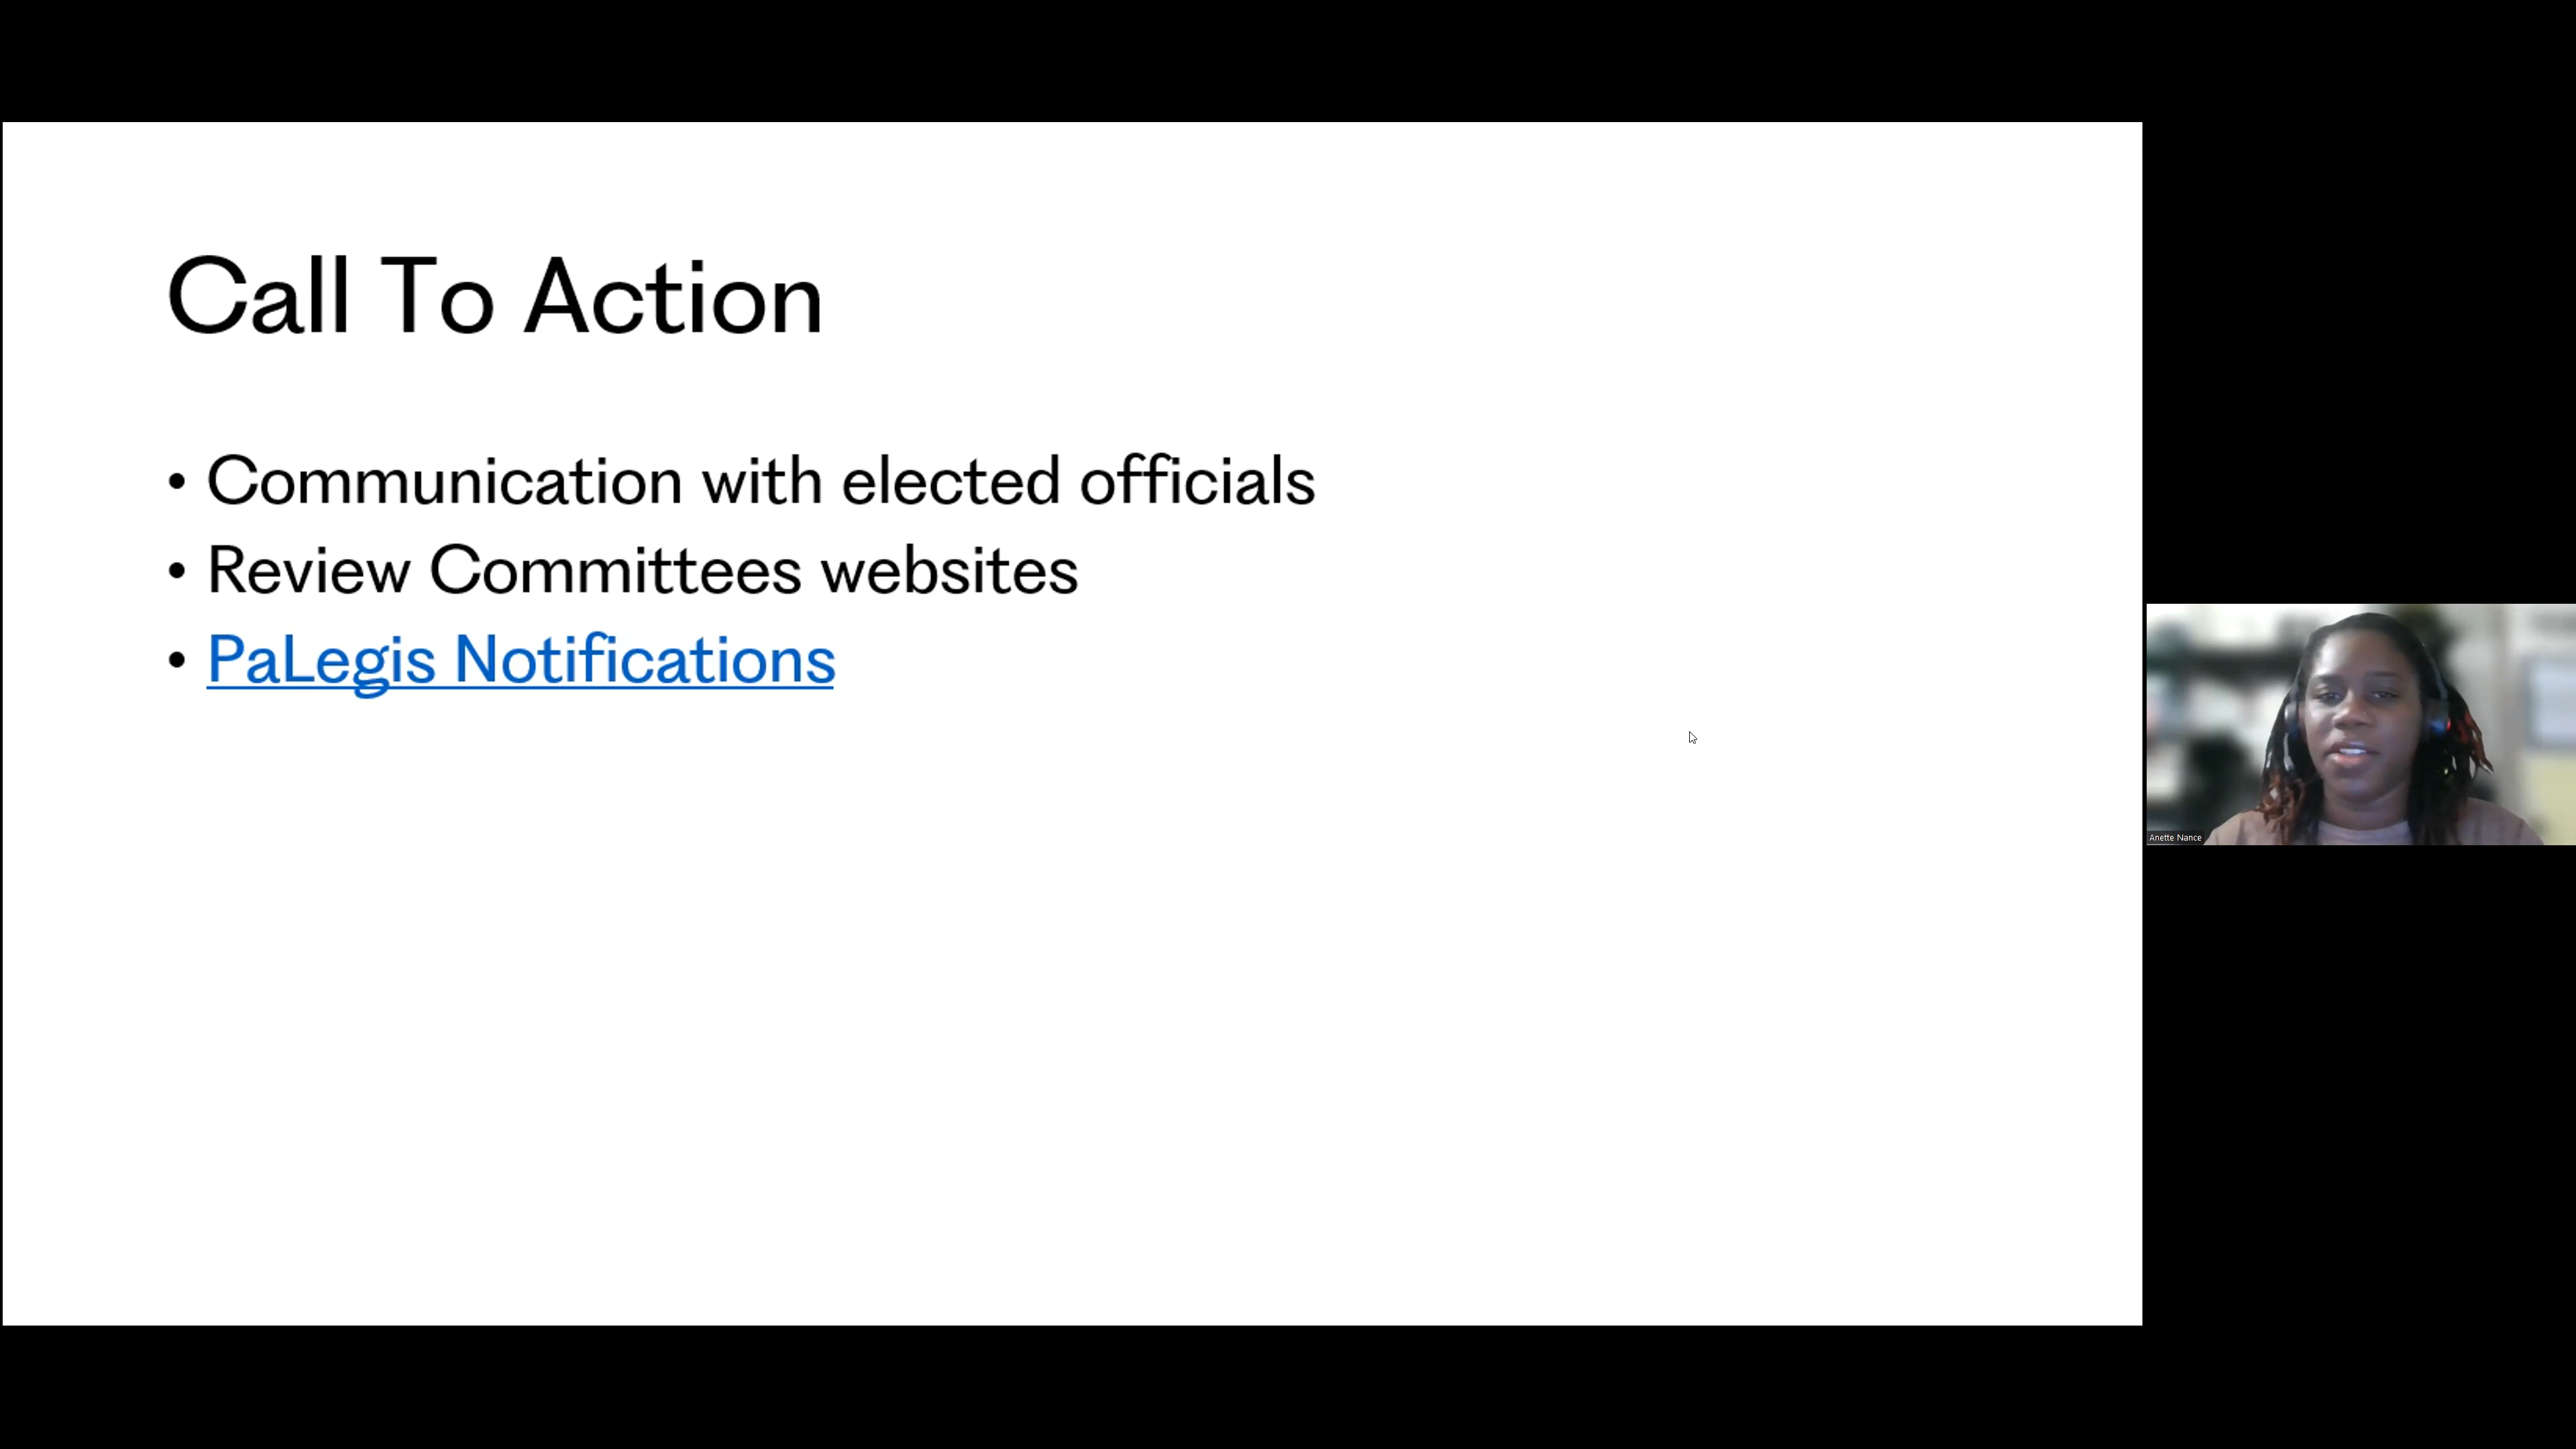 Call To Action
• Communication with elected officials
• Review Committees websites
• PaLegis Notifications
Anette Nance